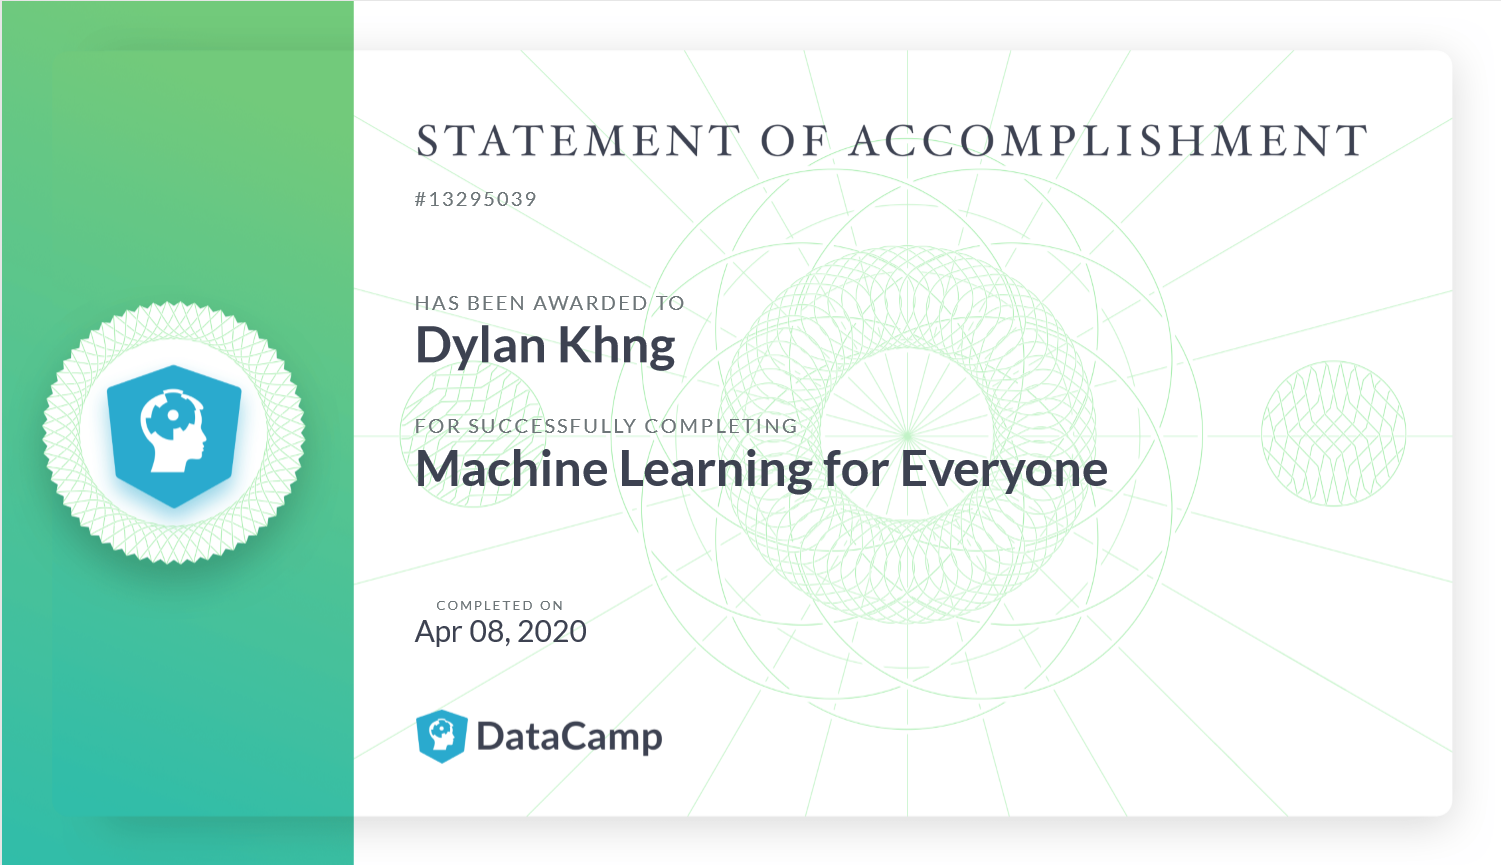 STATEMENT OF ACCOMPLISHMENT
#13295039
HAS BEEN AWARDED TO
Dylan Khng
FOR SUCCESSFULLY COMPLETING
Machine Learning for Everyone
COMPLETED ON
Apr 08, 2020
DataCamp